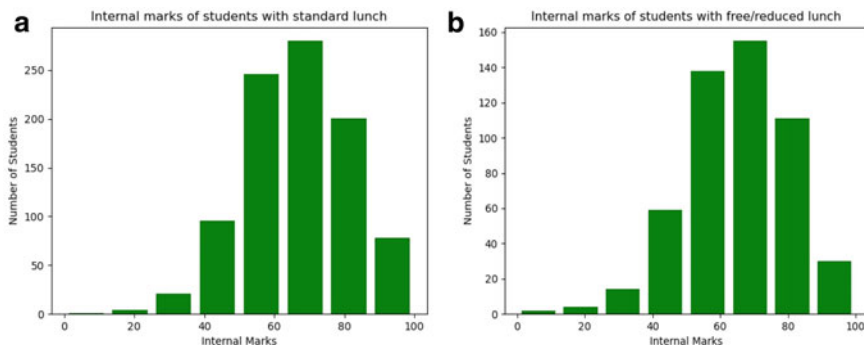 a
Internal marks of students with standard lunch
Number of Students
250
200
150
100
50
0
0 20 40 60 80 100
Internal Marks
b
Internal marks of students with free/reduced lunch
Number of Students
160
140
120
100
80
60
40
20
0
0 20 40 60 80 100
Internal Marks